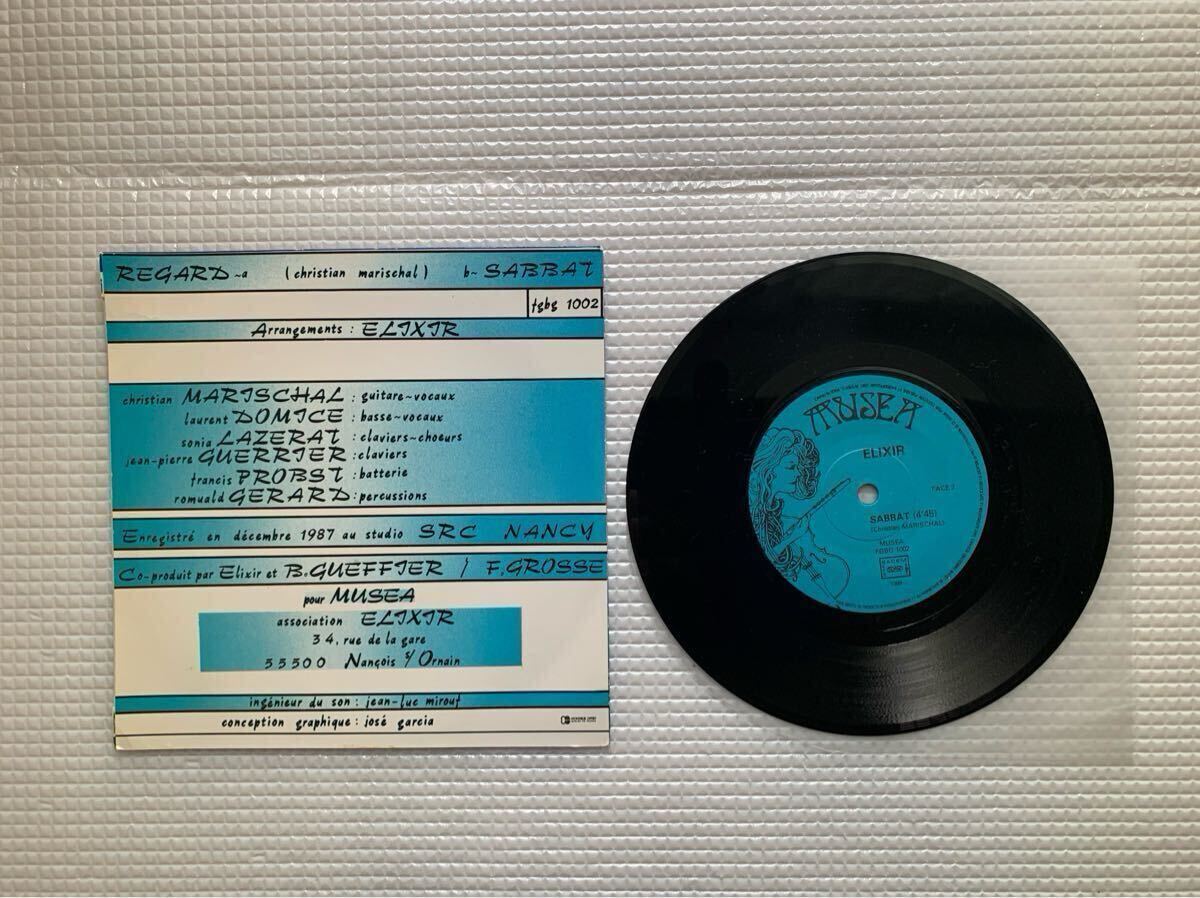 REGARD ~a (christian marischal) b~ SABBAT
fgbg 1002
Arrangements : ELIXIR
christian MARISCHAL : guitare~vocaux
laurent DOMICE : basse~vocaux
sonia LAZERAT : claviers~choeurs
jean-pierre GUERRIER : claviers
francis PROBST : batterie
romuald GERARD : percussions
Enregistré en décembre 1987 au studio SRC NANCY
Co-produit par Elixir et B.GUEFFIER / F.GROSSE
pour MUSEA
association ELIXIR
34, rue de la gare
55500 Nançois s/ Ornain
ingénieur du son : jean-luc mirouf
conception graphique : josé garcia
MUSEA
ELIXIR
FACE 2
SABBAT (4'45)
(Christian MARISCHAL)
MUSEA
FGBG 1002
SACEM